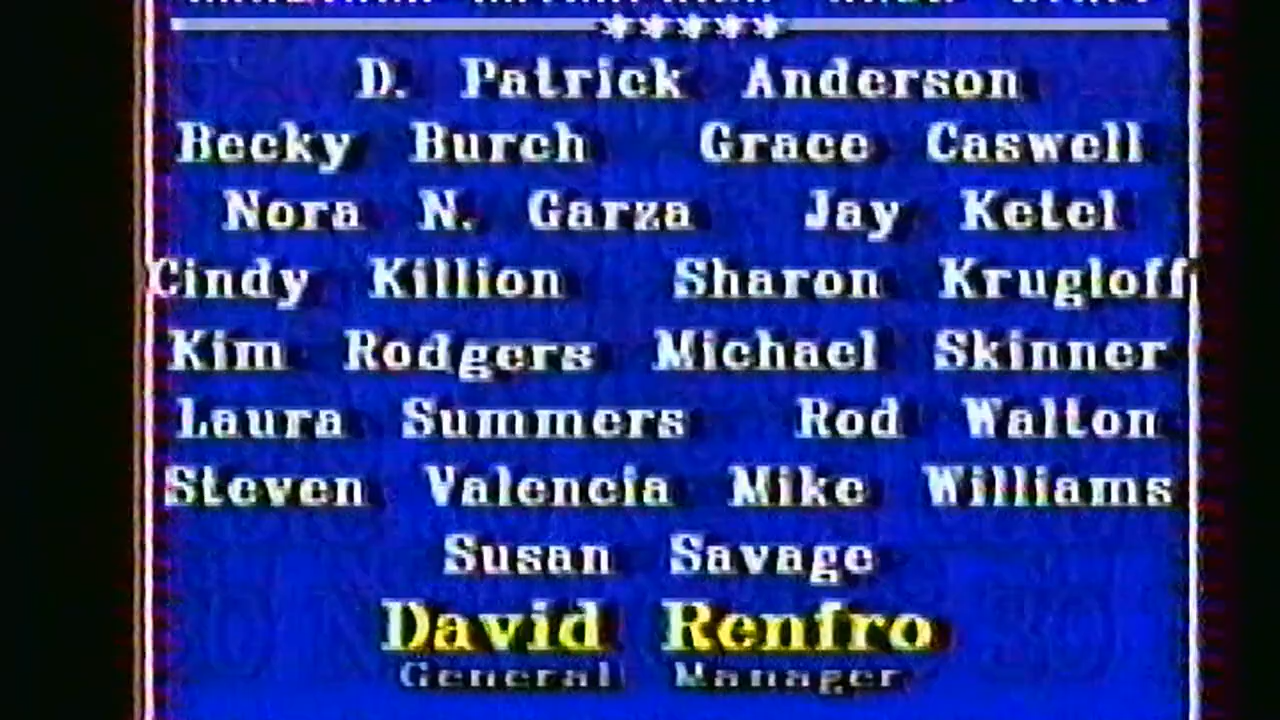 *****
D. Patrick Anderson
Becky Burch Grace Caswell
Nora N. Garza Jay Ketel
Cindy Killion Sharon Krugloff
Kim Rodgers Michael Skinner
Laura Summers Rod Walton
Steven Valencia Mike Williams
Susan Savage
David Renfro
General Manager